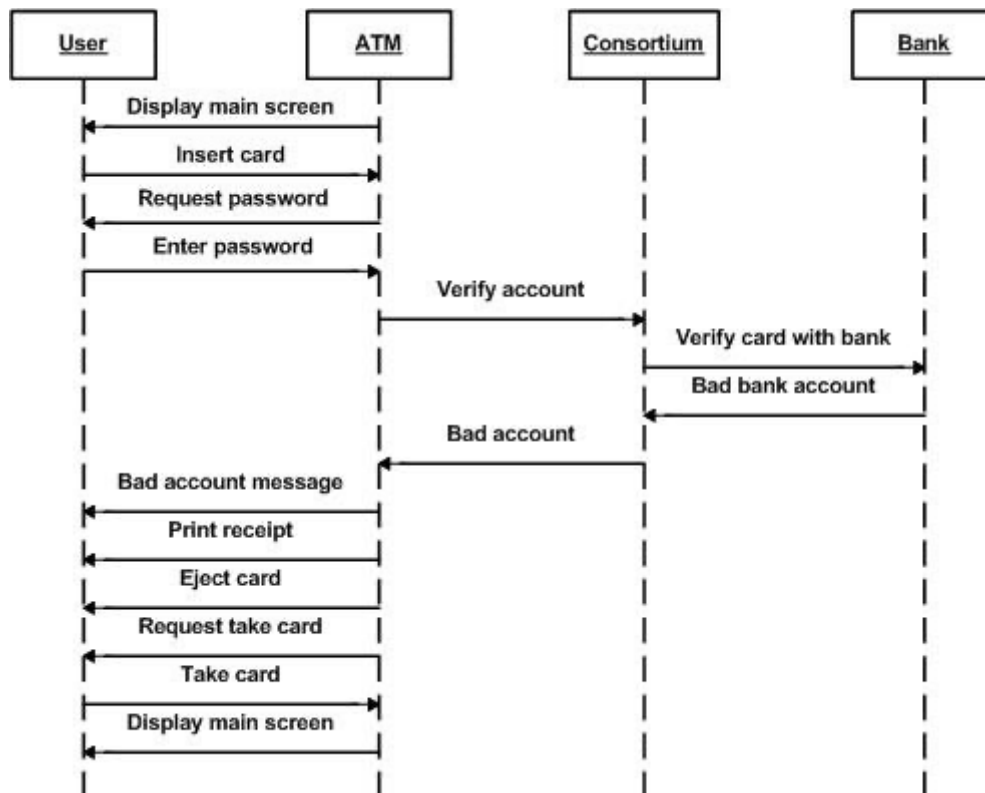 User
ATM
Consortium
Bank
Display main screen
Insert card
Request password
Enter password
Verify account
Verify card with bank
Bad bank account
Bad account
Bad account message
Print receipt
Eject card
Request take card
Take card
Display main screen